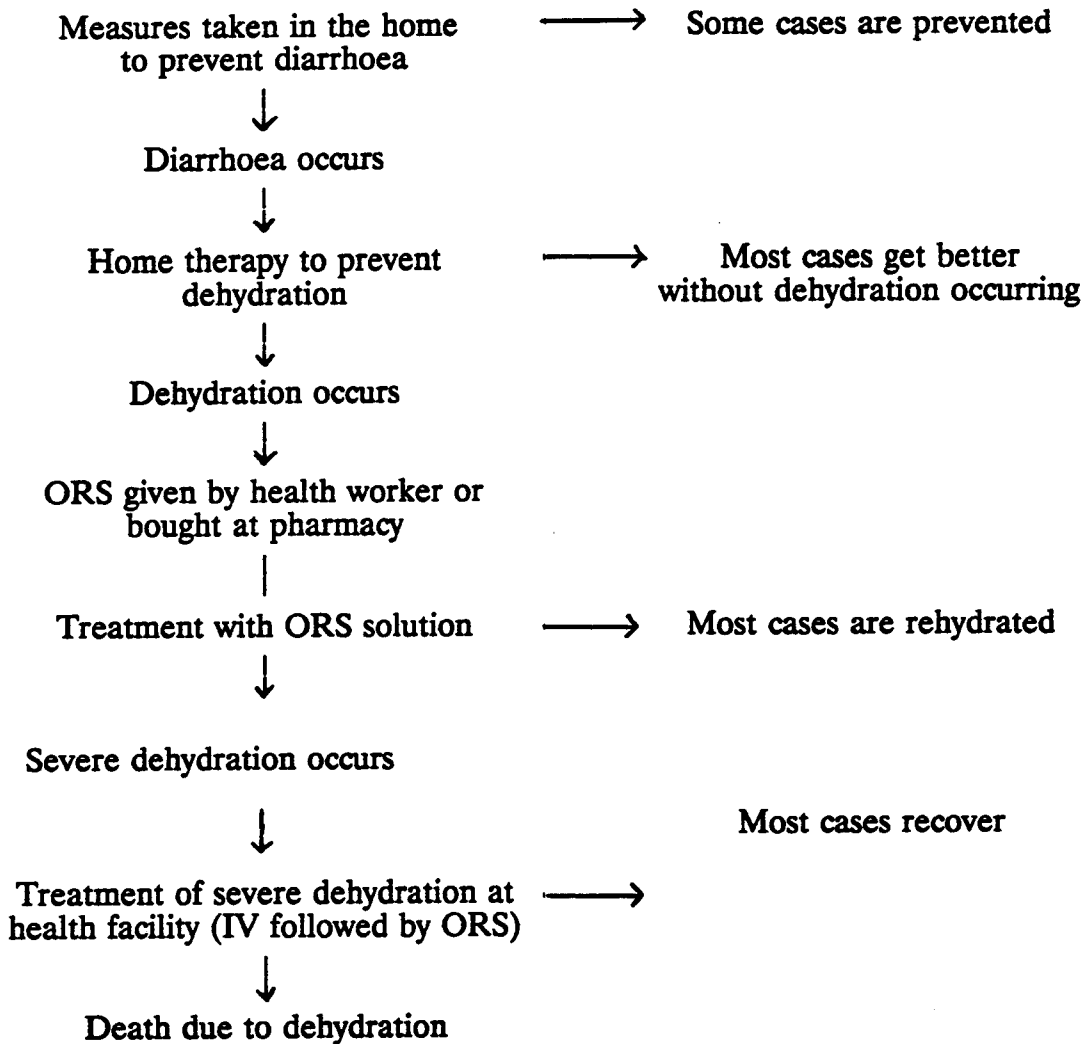 Measures taken in the home
to prevent diarrhoea
Some cases are prevented
Diarrhoea occurs
Home therapy to prevent
dehydration
Most cases get better
without dehydration occurring
Dehydration occurs
ORS given by health worker or
bought at pharmacy
Treatment with ORS solution
Most cases are rehydrated
Severe dehydration occurs
Most cases recover
Treatment of severe dehydration at
health facility (IV followed by ORS)
Death due to dehydration